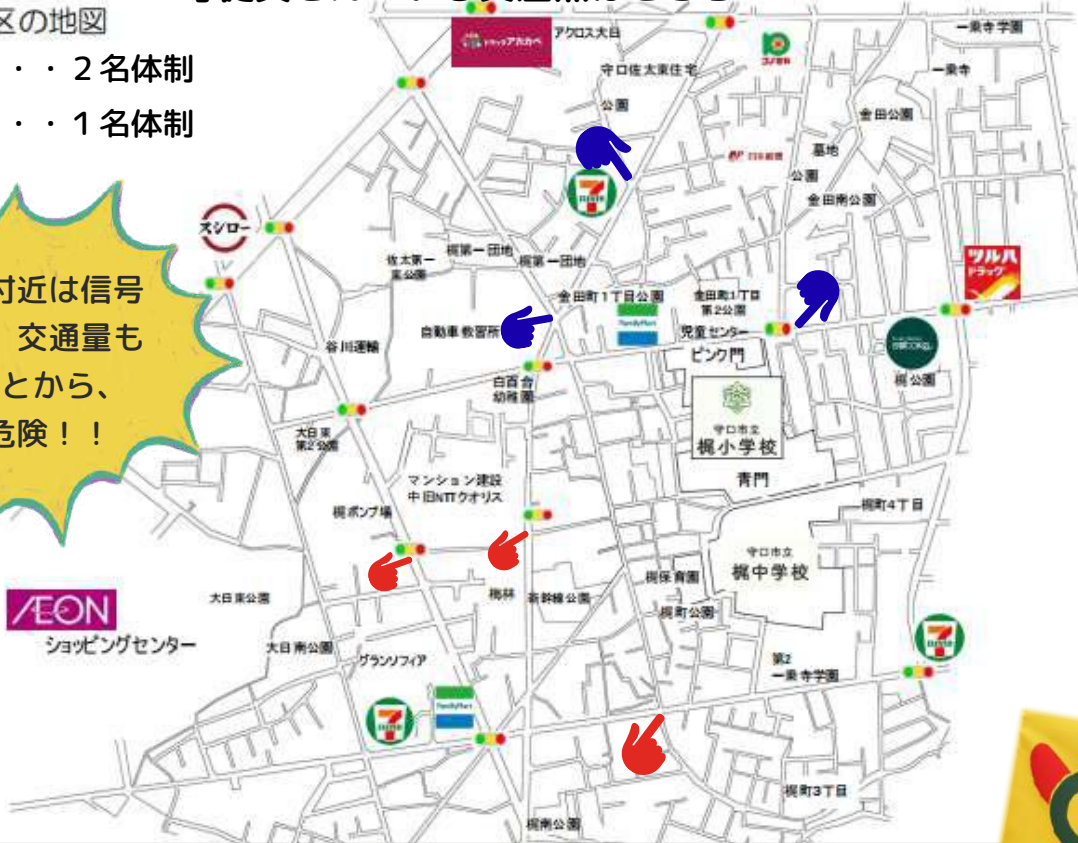 区の地図
・・２名体制
・・１名体制
付近は信号
交通量も
とから、
危険！！
ドラッグアカカベ
アクロス大日
守口佐太東住宅
公園
コノミヤ
一乗寺学園
一乗寺
金田公園
墓地
公園
金田南公園
スシロー
佐太第一
東公園
梶第一団地
梶第一団地
ツルハ
ドラッグ
金田町1丁目公園
金田町1丁目
第2公園
FamilyMart
児童センター
ピンク門
自動車教習所
谷川運輸
白百合
幼稚園
梶公園
守口市立
梶小学校
青門
大日東
第2公園
マンション建設
中旧NTTクオリス
梶ポンプ場
梶町4丁目
守口市立
梶中学校
梶保育園
梶町公園
梅林
新幹線公園
大日東公園
ÆON
ショッピングセンター
大日南公園
グランソフィア
FamilyMart
第2
一乗寺学園
梶町3丁目
梶南公園